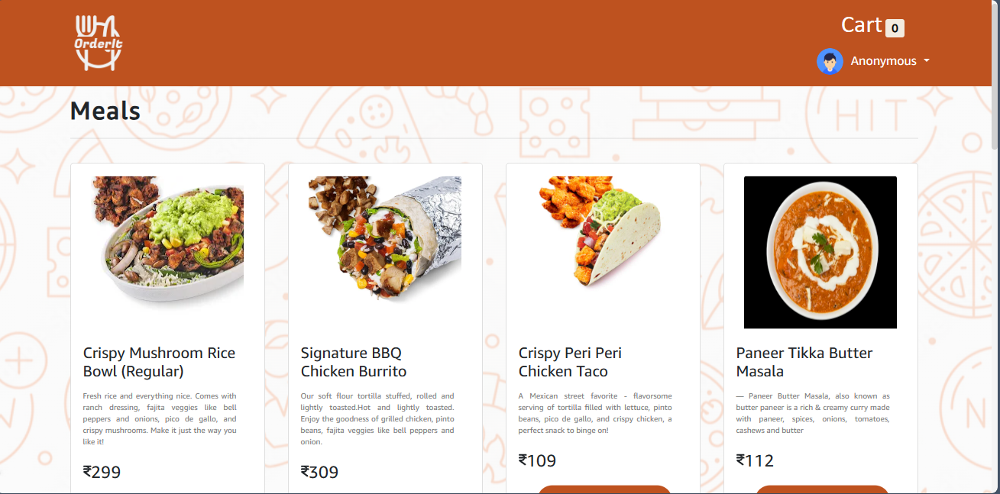 OrderIt
Cart 0
Anonymous
Meals
HIT
Crispy Mushroom Rice
Bowl (Regular)
Fresh rice and everything nice. Comes with
ranch dressing, fajita veggies like bell
peppers and onions, pico de gallo, and
crispy mushrooms. Make it just the way you
like it!
₹299
Signature BBQ
Chicken Burrito
Our soft flour tortilla stuffed, rolled and
lightly toasted.Hot and lightly toasted.
Enjoy the goodness of grilled chicken, pinto
beans, fajita veggies like bell peppers and
onion.
₹309
Crispy Peri Peri
Chicken Taco
A Mexican street favorite - flavorsome
serving of tortilla filled with lettuce, pinto
beans, pico de gallo, and crispy chicken, a
perfect snack to binge on!
₹109
Paneer Tikka Butter
Masala
— Paneer Butter Masala, also known as
butter paneer is a rich & creamy curry made
with paneer, spices, onions, tomatoes,
cashews and butter
₹112
N